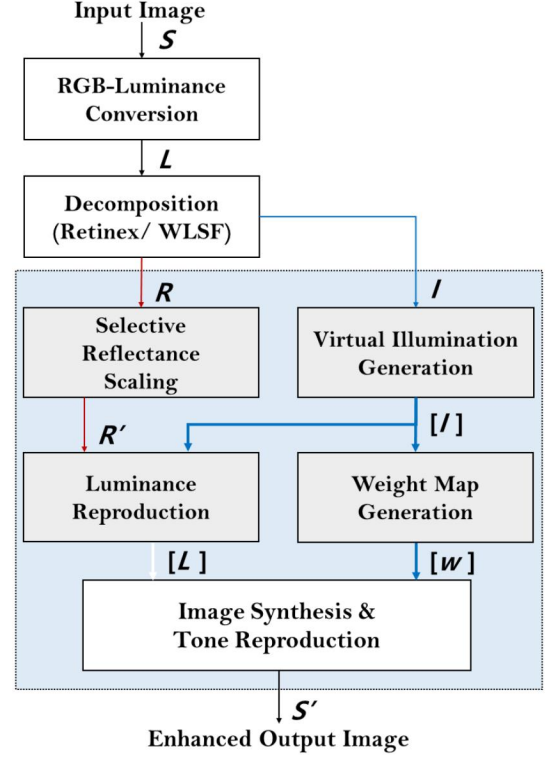 Input Image
S
RGB-Luminance
Conversion
L
Decomposition
(Retinex/ WLSF)
R
I
Selective
Reflectance
Scaling
Virtual Illumination
Generation
R′
[I]
Luminance
Reproduction
Weight Map
Generation
[L]
[w]
Image Synthesis &
Tone Reproduction
S′
Enhanced Output Image